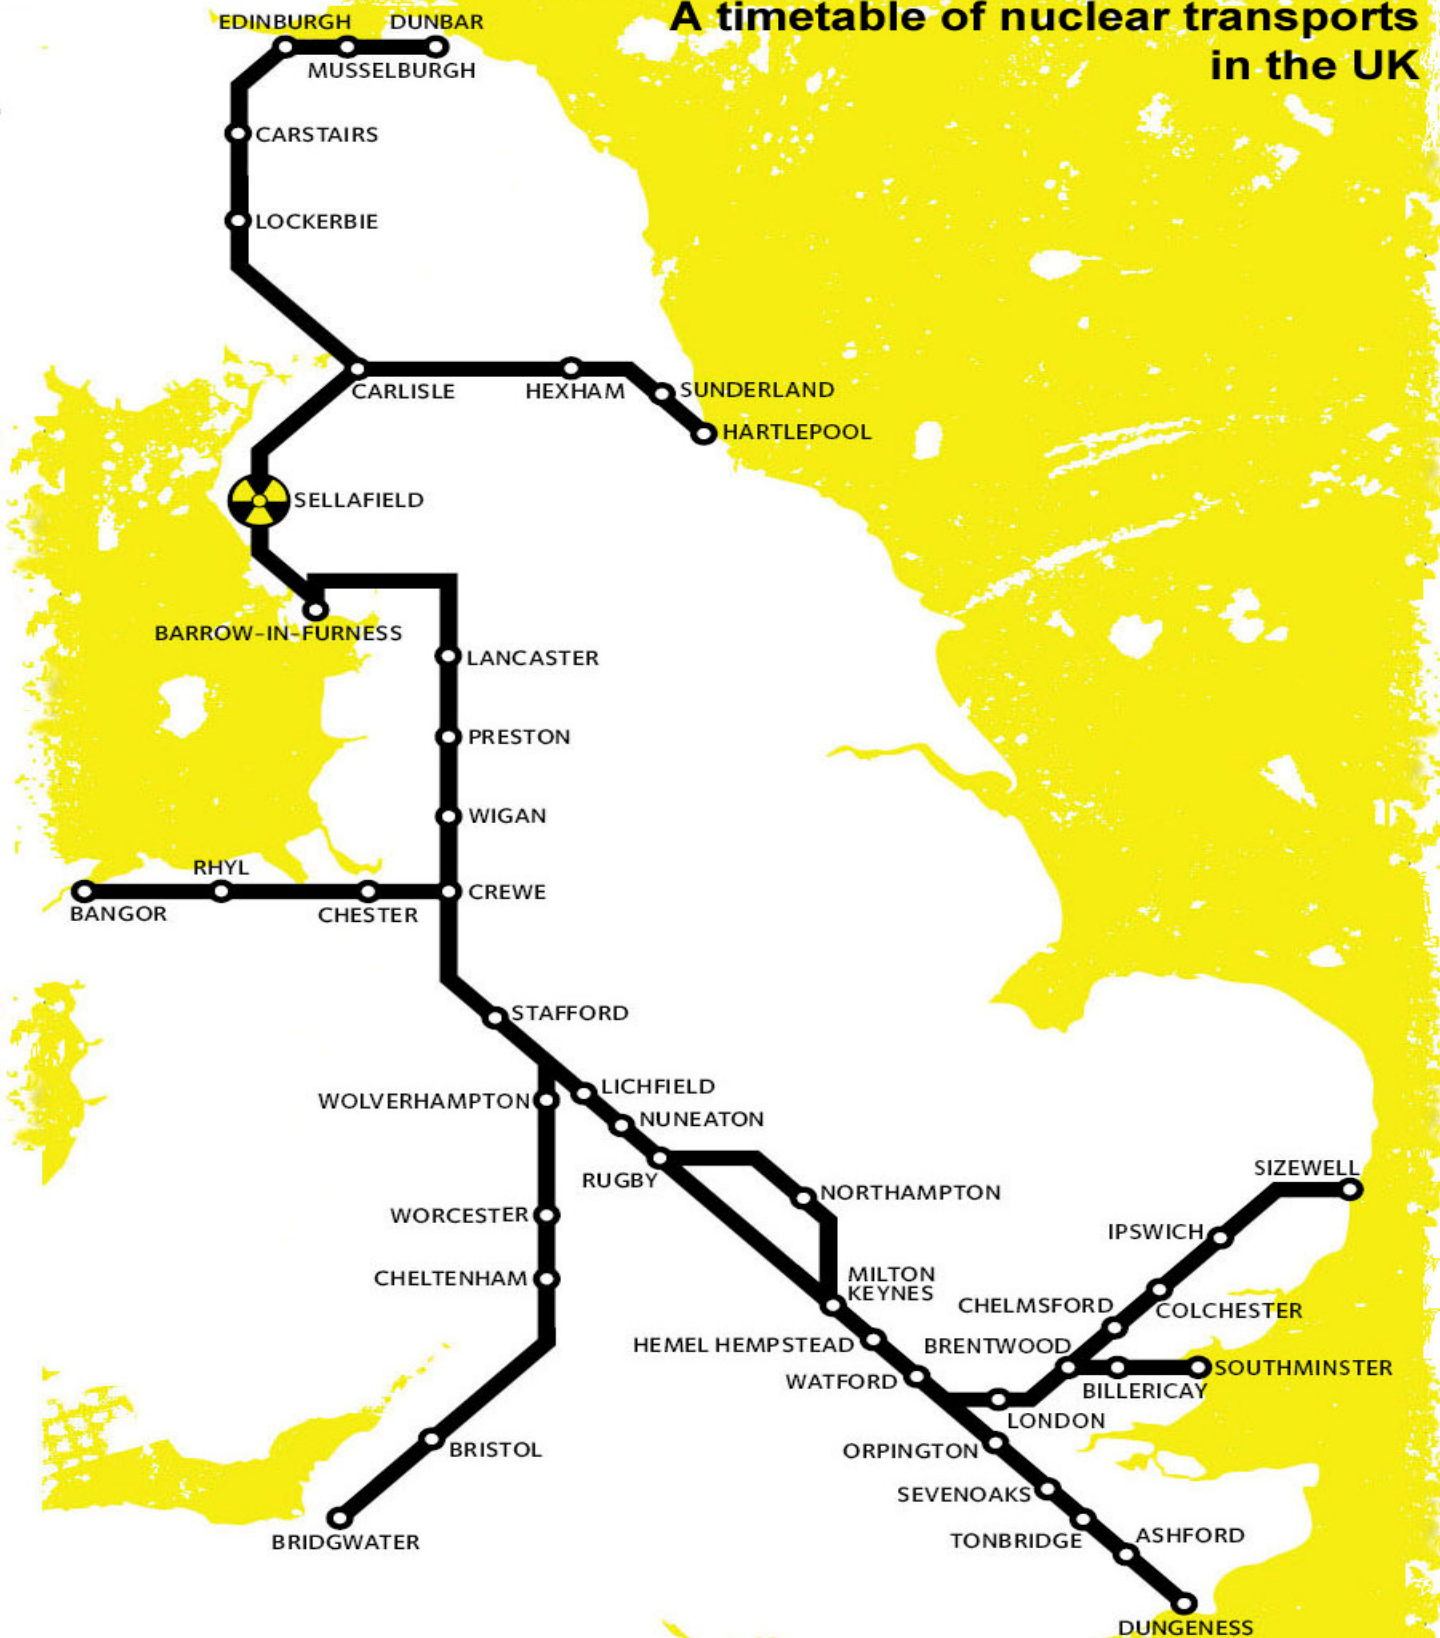 A timetable of nuclear transports
in the UK
EDINBURGH
DUNBAR
MUSSELBURGH
CARSTAIRS
LOCKERBIE
CARLISLE
HEXHAM
SUNDERLAND
HARTLEPOOL
SELLAFIELD
BARROW-IN-FURNESS
LANCASTER
PRESTON
WIGAN
RHYL
CREWE
BANGOR
CHESTER
STAFFORD
LICHFIELD
WOLVERHAMPTON
NUNEATON
RUGBY
SIZEWELL
NORTHAMPTON
WORCESTER
IPSWICH
CHELTENHAM
MILTON
KEYNES
CHELMSFORD
COLCHESTER
HEMEL HEMPSTEAD
BRENTWOOD
SOUTHMINSTER
WATFORD
BILLERICAY
LONDON
BRISTOL
ORPINGTON
SEVENOAKS
ASHFORD
TONBRIDGE
BRIDGWATER
DUNGENESS